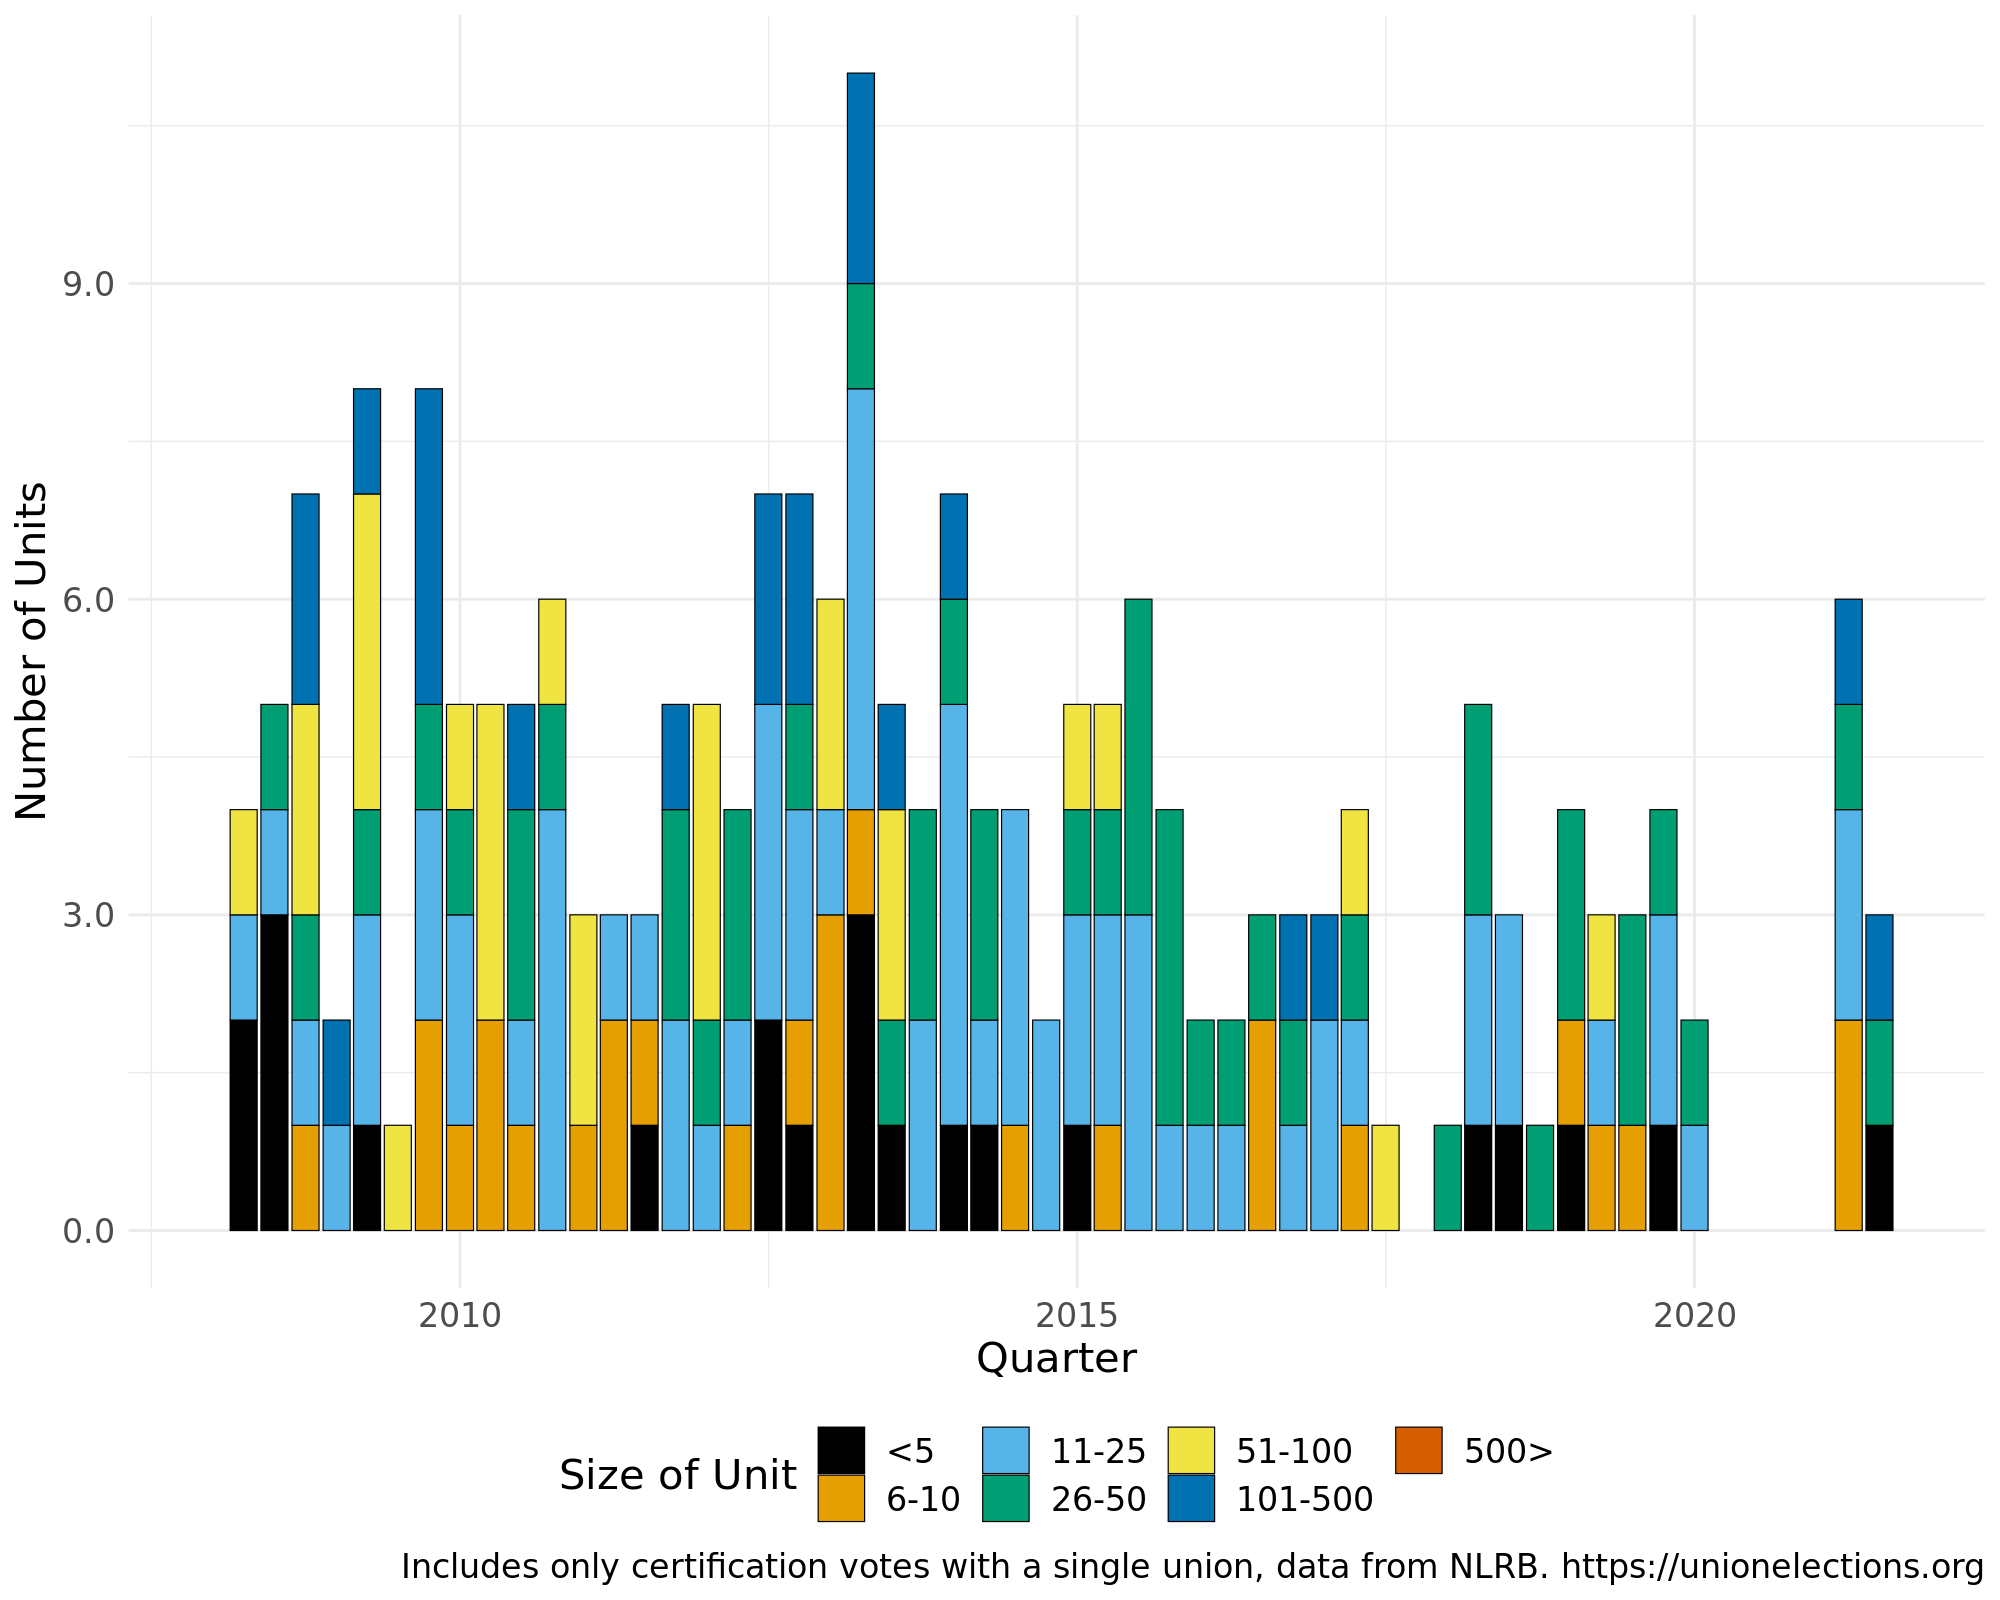 Number of Units
9.0
6.0
3.0
0.0
2010 2015 2020
Quarter
Size of Unit
<5 11-25 51-100 500>
6-10 26-50 101-500
Includes only certification votes with a single union, data from NLRB. https://unionelections.org